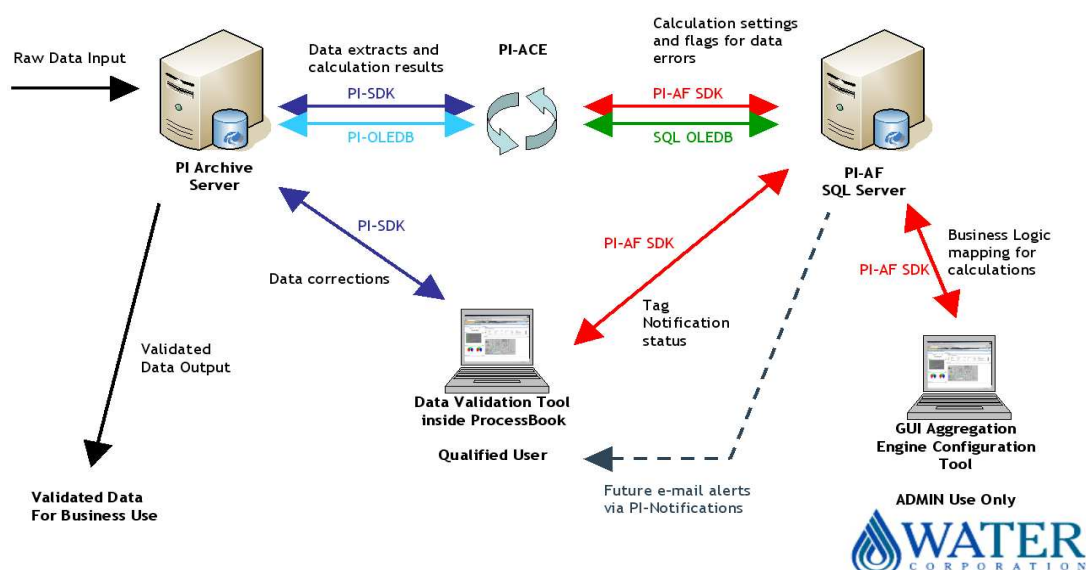 Raw Data Input
Data extracts and
calculation results
PI-ACE
Calculation settings
and flags for data
errors
PI-SDK
PI-OLEDB
PI-AF SDK
SQL OLEDB
PI Archive
Server
PI-AF
SQL Server
PI-SDK
Data corrections
PI-AF SDK
Tag
Notification
status
Business Logic
mapping for
calculations
PI-AF SDK
Validated
Data Output
Data Validation Tool
inside ProcessBook
Qualified User
GUI Aggregation
Engine Configuration
Tool
ADMIN Use Only
Validated Data
For Business Use
Future e-mail alerts
via PI-Notifications
WATER
CORPORATION